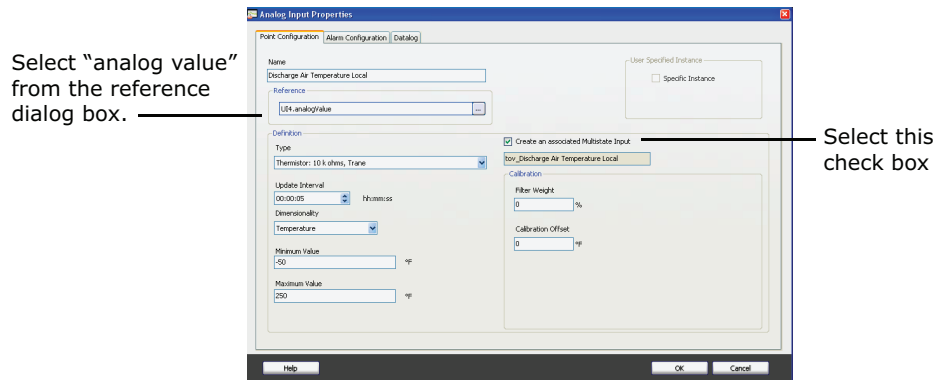 Analog Input Properties
Point Configuration Alarm Configuration Datalog
Select “analog value”
from the reference
dialog box.
Name
Discharge Air Temperature Local
User Specified Instance
Specific Instance
Reference
UI4.analogValue ...
Definition
Type
Thermistor: 10 k ohms, Trane
Update Interval
00:00:05 hh:mm:ss
Dimensionality
Temperature
Minimum Value
-50 °F
Maximum Value
250 °F
Create an associated Multistate Input
tov_Discharge Air Temperature Local
Calibration
Filter Weight
0 %
Calibration Offset
0 °F
Select this
check box
Help OK Cancel